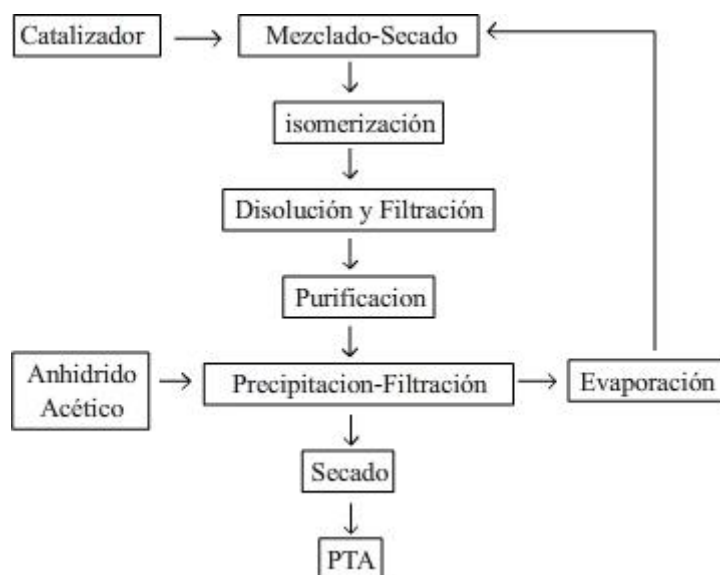 Catalizador
Mezclado-Secado
isomerización
Disolución y Filtración
Purificacion
Anhidrido
Acético
Precipitacion-Filtración
Evaporación
Secado
PTA